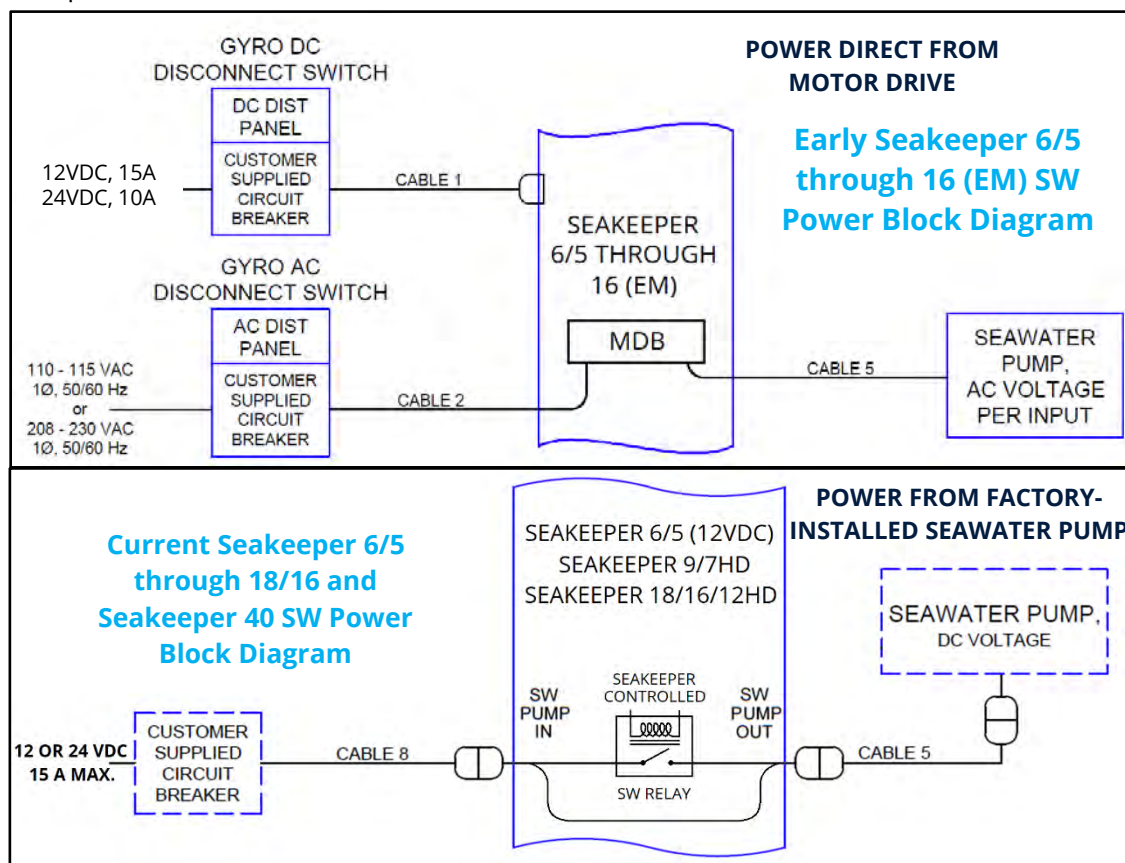 GYRO DC
DISCONNECT SWITCH
DC DIST
PANEL
CUSTOMER
SUPPLIED
CIRCUIT
BREAKER
12VDC, 15A
24VDC, 10A
CABLE 1
GYRO AC
DISCONNECT SWITCH
AC DIST
PANEL
CUSTOMER
SUPPLIED
CIRCUIT
BREAKER
110 - 115 VAC
1Ø, 50/60 Hz
or
208 - 230 VAC
1Ø, 50/60 Hz
CABLE 2
SEAKEEPER
6/5 THROUGH
16 (EM)
MDB
POWER DIRECT FROM
MOTOR DRIVE
Early Seakeeper 6/5
through 16 (EM) SW
Power Block Diagram
CABLE 5
SEAWATER
PUMP,
AC VOLTAGE
PER INPUT
Current Seakeeper 6/5
through 18/16 and
Seakeeper 40 SW Power
Block Diagram
12 OR 24 VDC
15 A MAX.
CUSTOMER
SUPPLIED
CIRCUIT
BREAKER
CABLE 8
SEAKEEPER 6/5 (12VDC)
SEAKEEPER 9/7HD
SEAKEEPER 18/16/12HD
SW
PUMP
IN
SEAKEEPER
CONTROLLED
SW RELAY
SW
PUMP
OUT
POWER FROM FACTORY-
INSTALLED SEAWATER PUMP
SEAWATER PUMP,
DC VOLTAGE
CABLE 5